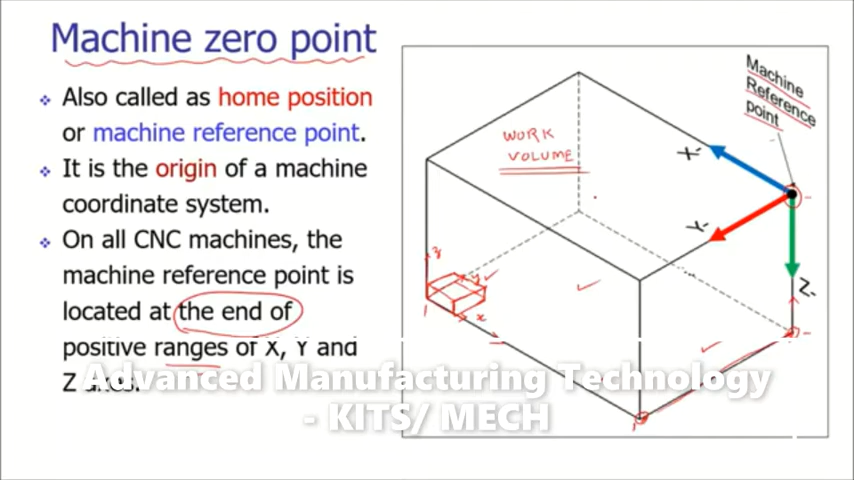 Machine zero point
Also called as home position
or machine reference point.
It is the origin of a machine
coordinate system.
On all CNC machines, the
machine reference point is
located at the end of
positive ranges of X, Y and
Z axes.
Machine
Reference
point
WORK
VOLUME
X-
Y-
Z-
z
y
x
Advanced Manufacturing Technology
- KITS/ MECH